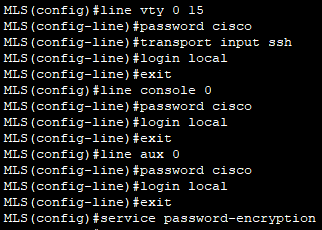 MLS(config)#line vty 0 15
MLS(config-line)#password cisco
MLS(config-line)#transport input ssh
MLS(config-line)#login local
MLS(config-line)#exit
MLS(config)#line console 0
MLS(config-line)#password cisco
MLS(config-line)#login local
MLS(config-line)#exit
MLS(config)#line aux 0
MLS(config-line)#password cisco
MLS(config-line)#login local
MLS(config-line)#exit
MLS(config)#service password-encryption